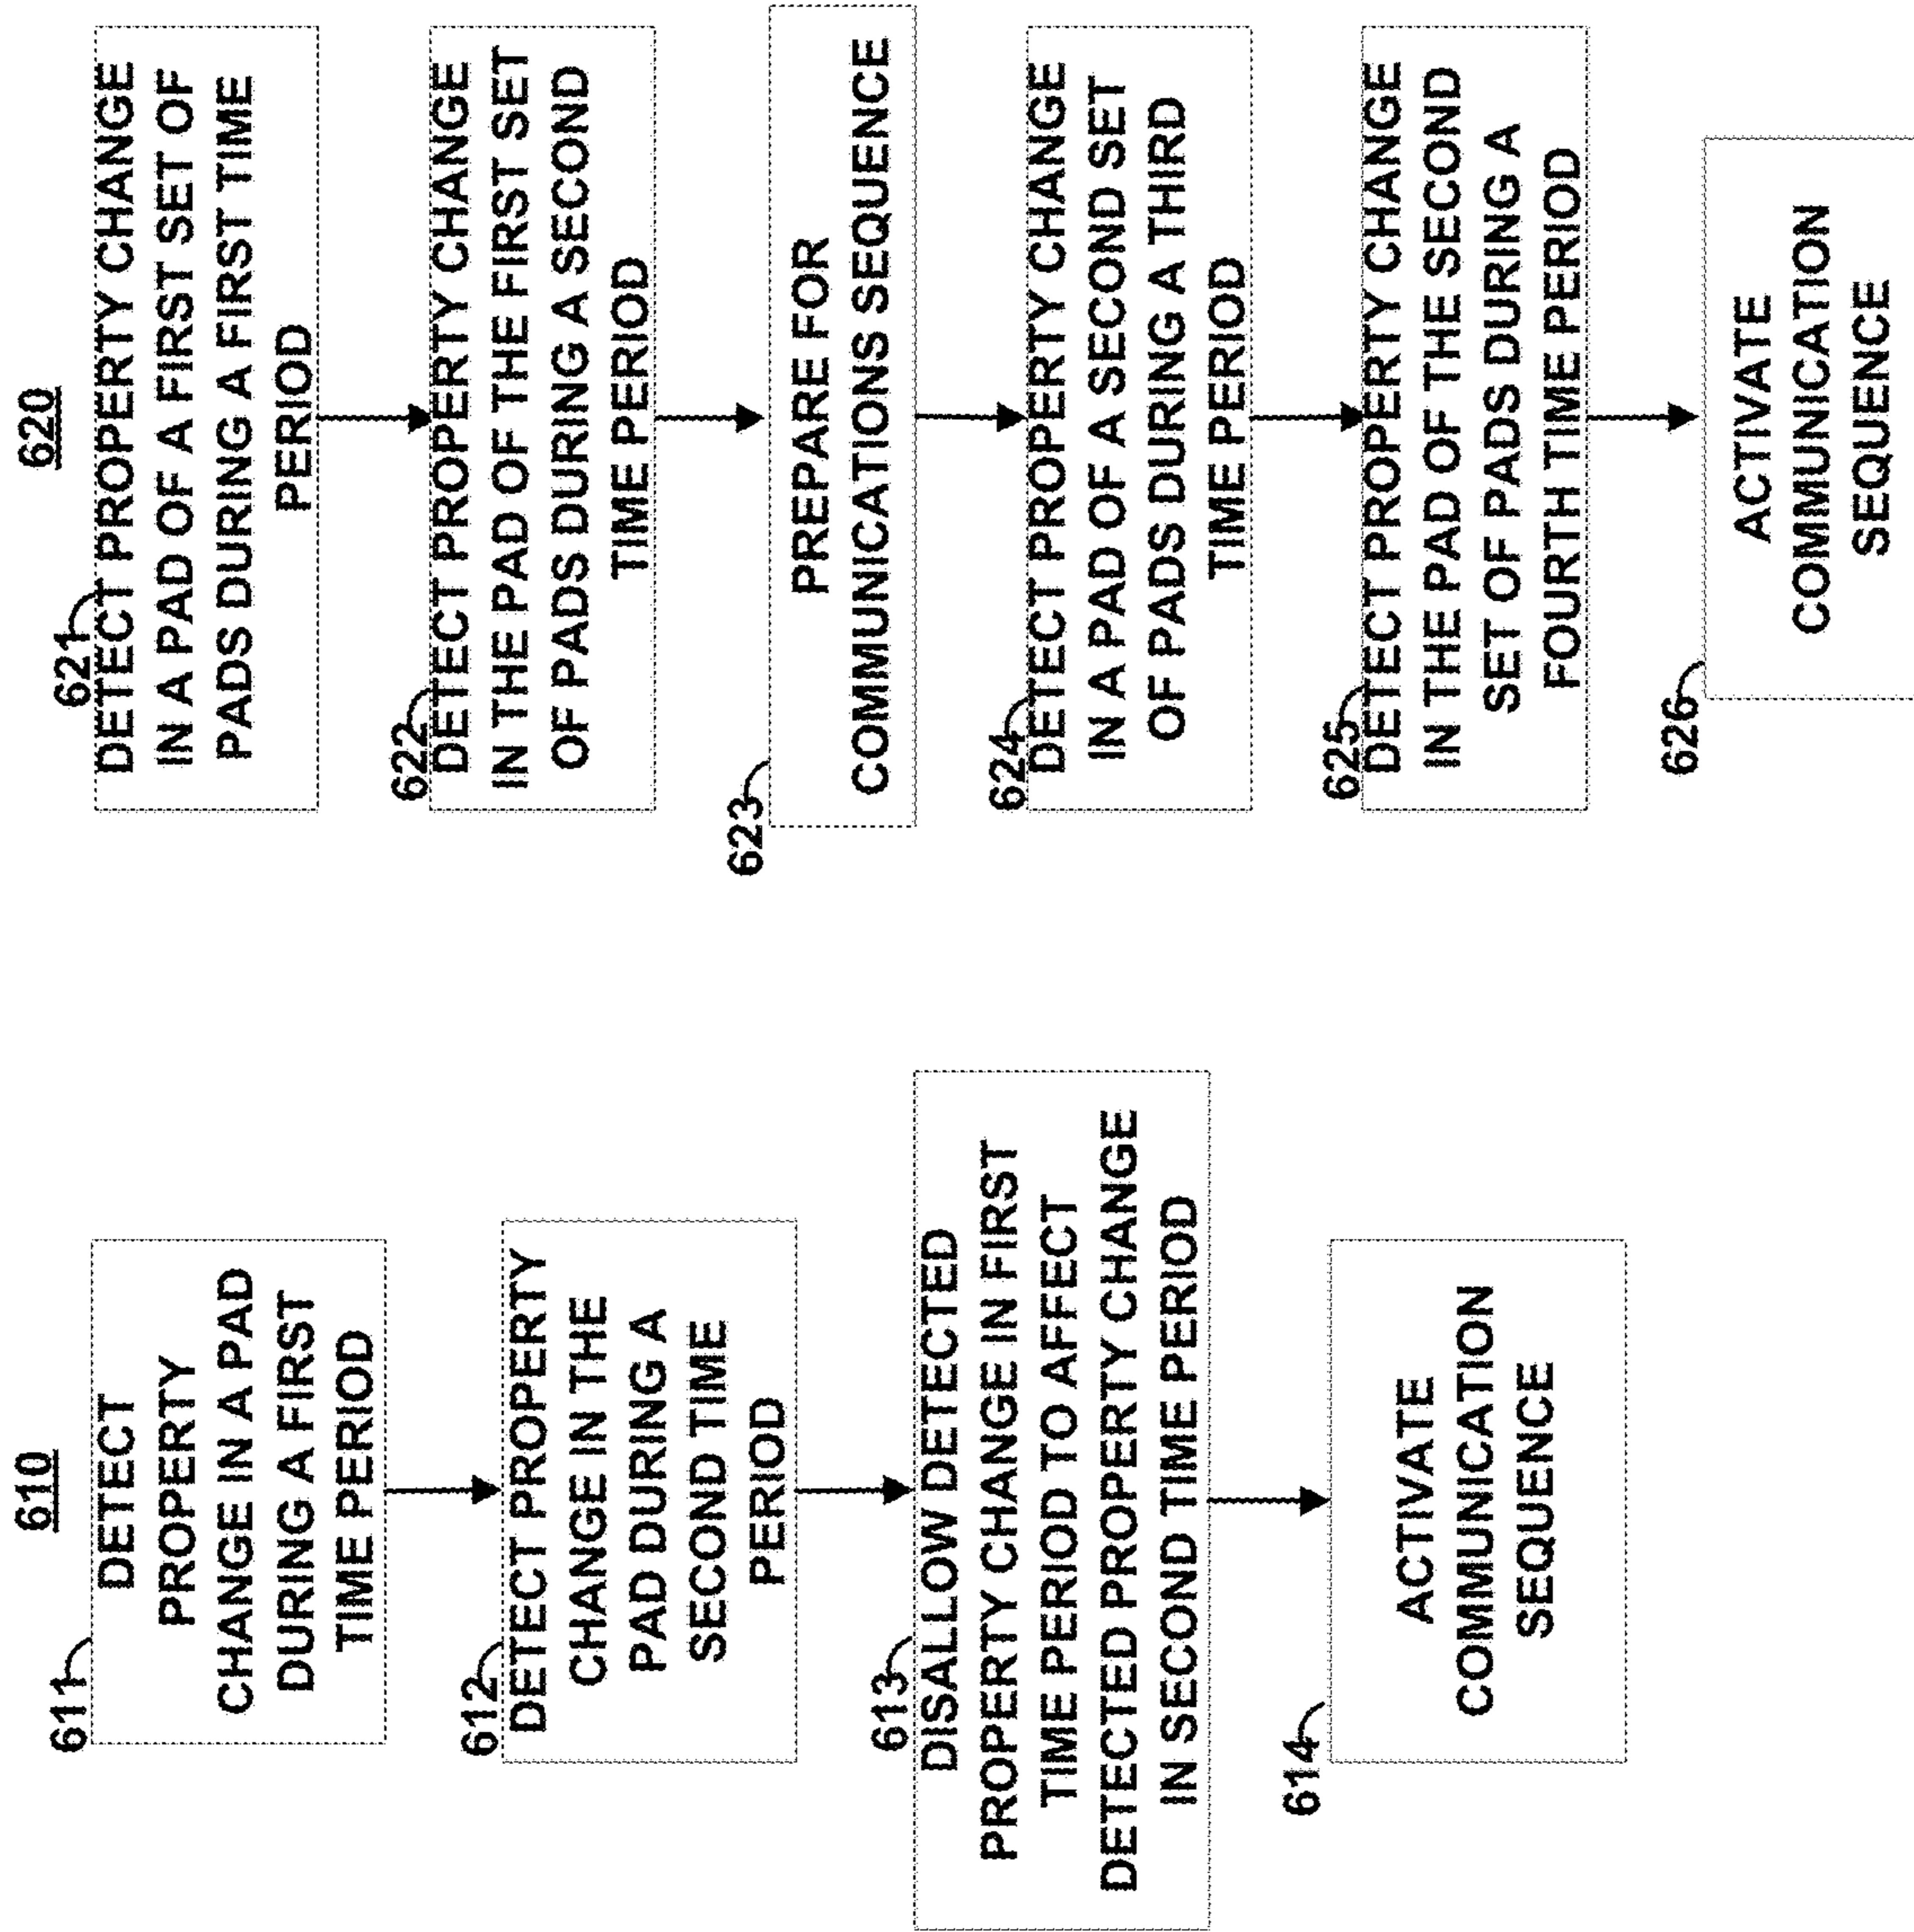 610
611
DETECT
PROPERTY
CHANGE IN A PAD
DURING A FIRST
TIME PERIOD
612
DETECT PROPERTY
CHANGE IN THE
PAD DURING A
SECOND TIME
PERIOD
613
DISALLOW DETECTED
PROPERTY CHANGE IN FIRST
TIME PERIOD TO AFFECT
DETECTED PROPERTY CHANGE
IN SECOND TIME PERIOD
614
ACTIVATE
COMMUNICATION
SEQUENCE
620
621
DETECT PROPERTY CHANGE
IN A PAD OF A FIRST SET OF
PADS DURING A FIRST TIME
PERIOD
622
DETECT PROPERTY CHANGE
IN THE PAD OF THE FIRST SET
OF PADS DURING A SECOND
TIME PERIOD
623
PREPARE FOR
COMMUNICATIONS SEQUENCE
624
DETECT PROPERTY CHANGE
IN A PAD OF A SECOND SET
OF PADS DURING A THIRD
TIME PERIOD
625
DETECT PROPERTY CHANGE
IN THE PAD OF THE SECOND
SET OF PADS DURING A
FOURTH TIME PERIOD
626
ACTIVATE
COMMUNICATION
SEQUENCE